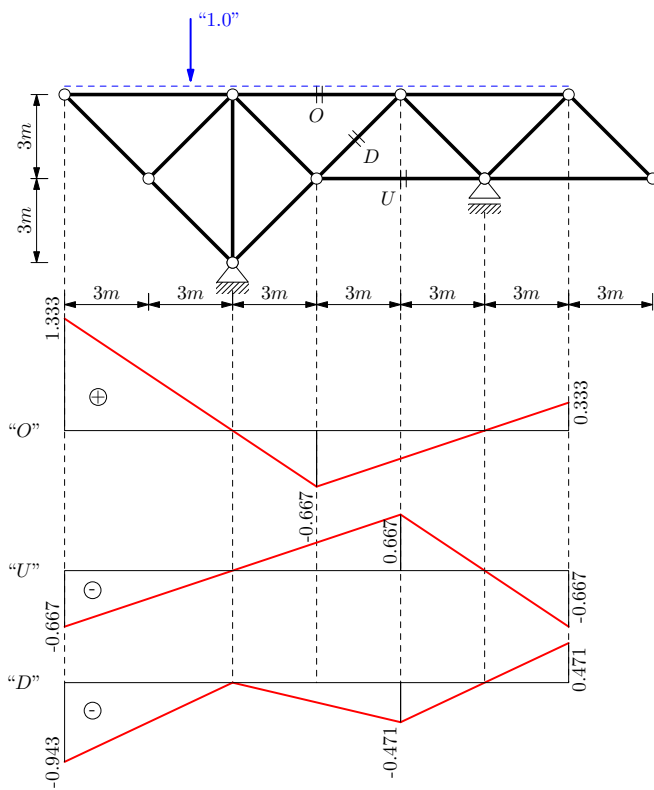 “1.0”
O
D
U
3m
3m
3m 3m 3m 3m 3m 3m 3m
1.333
+
0.333
“O”
-0.667
0.667
“U”
-
-0.667
-0.667
“D”
-
0.471
-0.943
-0.471